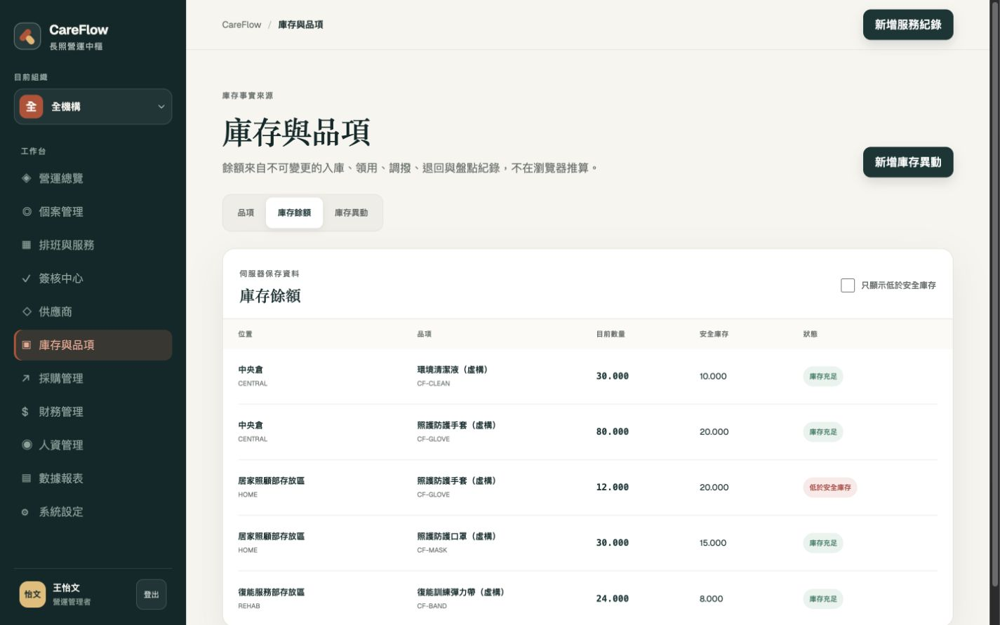 CareFlow
長照營運中樞
目前組織
全 全機構
工作台
營運總覽
個案管理
排班與服務
簽核中心
供應商
庫存與品項
採購管理
$ 財務管理
人資管理
數據報表
系統設定
怡文
王怡文
營運管理者
登出
CareFlow / 庫存與品項
新增服務紀錄
庫存事實來源
庫存與品項
餘額來自不可變更的入庫、領用、調撥、退回與盤點紀錄，不在瀏覽器推算。
新增庫存異動
品項 庫存餘額 庫存異動
伺服器保存資料
庫存餘額
只顯示低於安全庫存
位置 品項 目前數量 安全庫存 狀態
中央倉 環境清潔液（虛構） 30.000 10.000 庫存充足
CENTRAL CF-CLEAN
中央倉 照護防護手套（虛構） 80.000 20.000 庫存充足
CENTRAL CF-GLOVE
居家照顧部存放區 照護防護手套（虛構） 12.000 20.000 低於安全庫存
HOME CF-GLOVE
居家照顧部存放區 照護防護口罩（虛構） 30.000 15.000 庫存充足
HOME CF-MASK
復能服務部存放區 復能訓練彈力帶（虛構） 24.000 8.000 庫存充足
REHAB CF-BAND